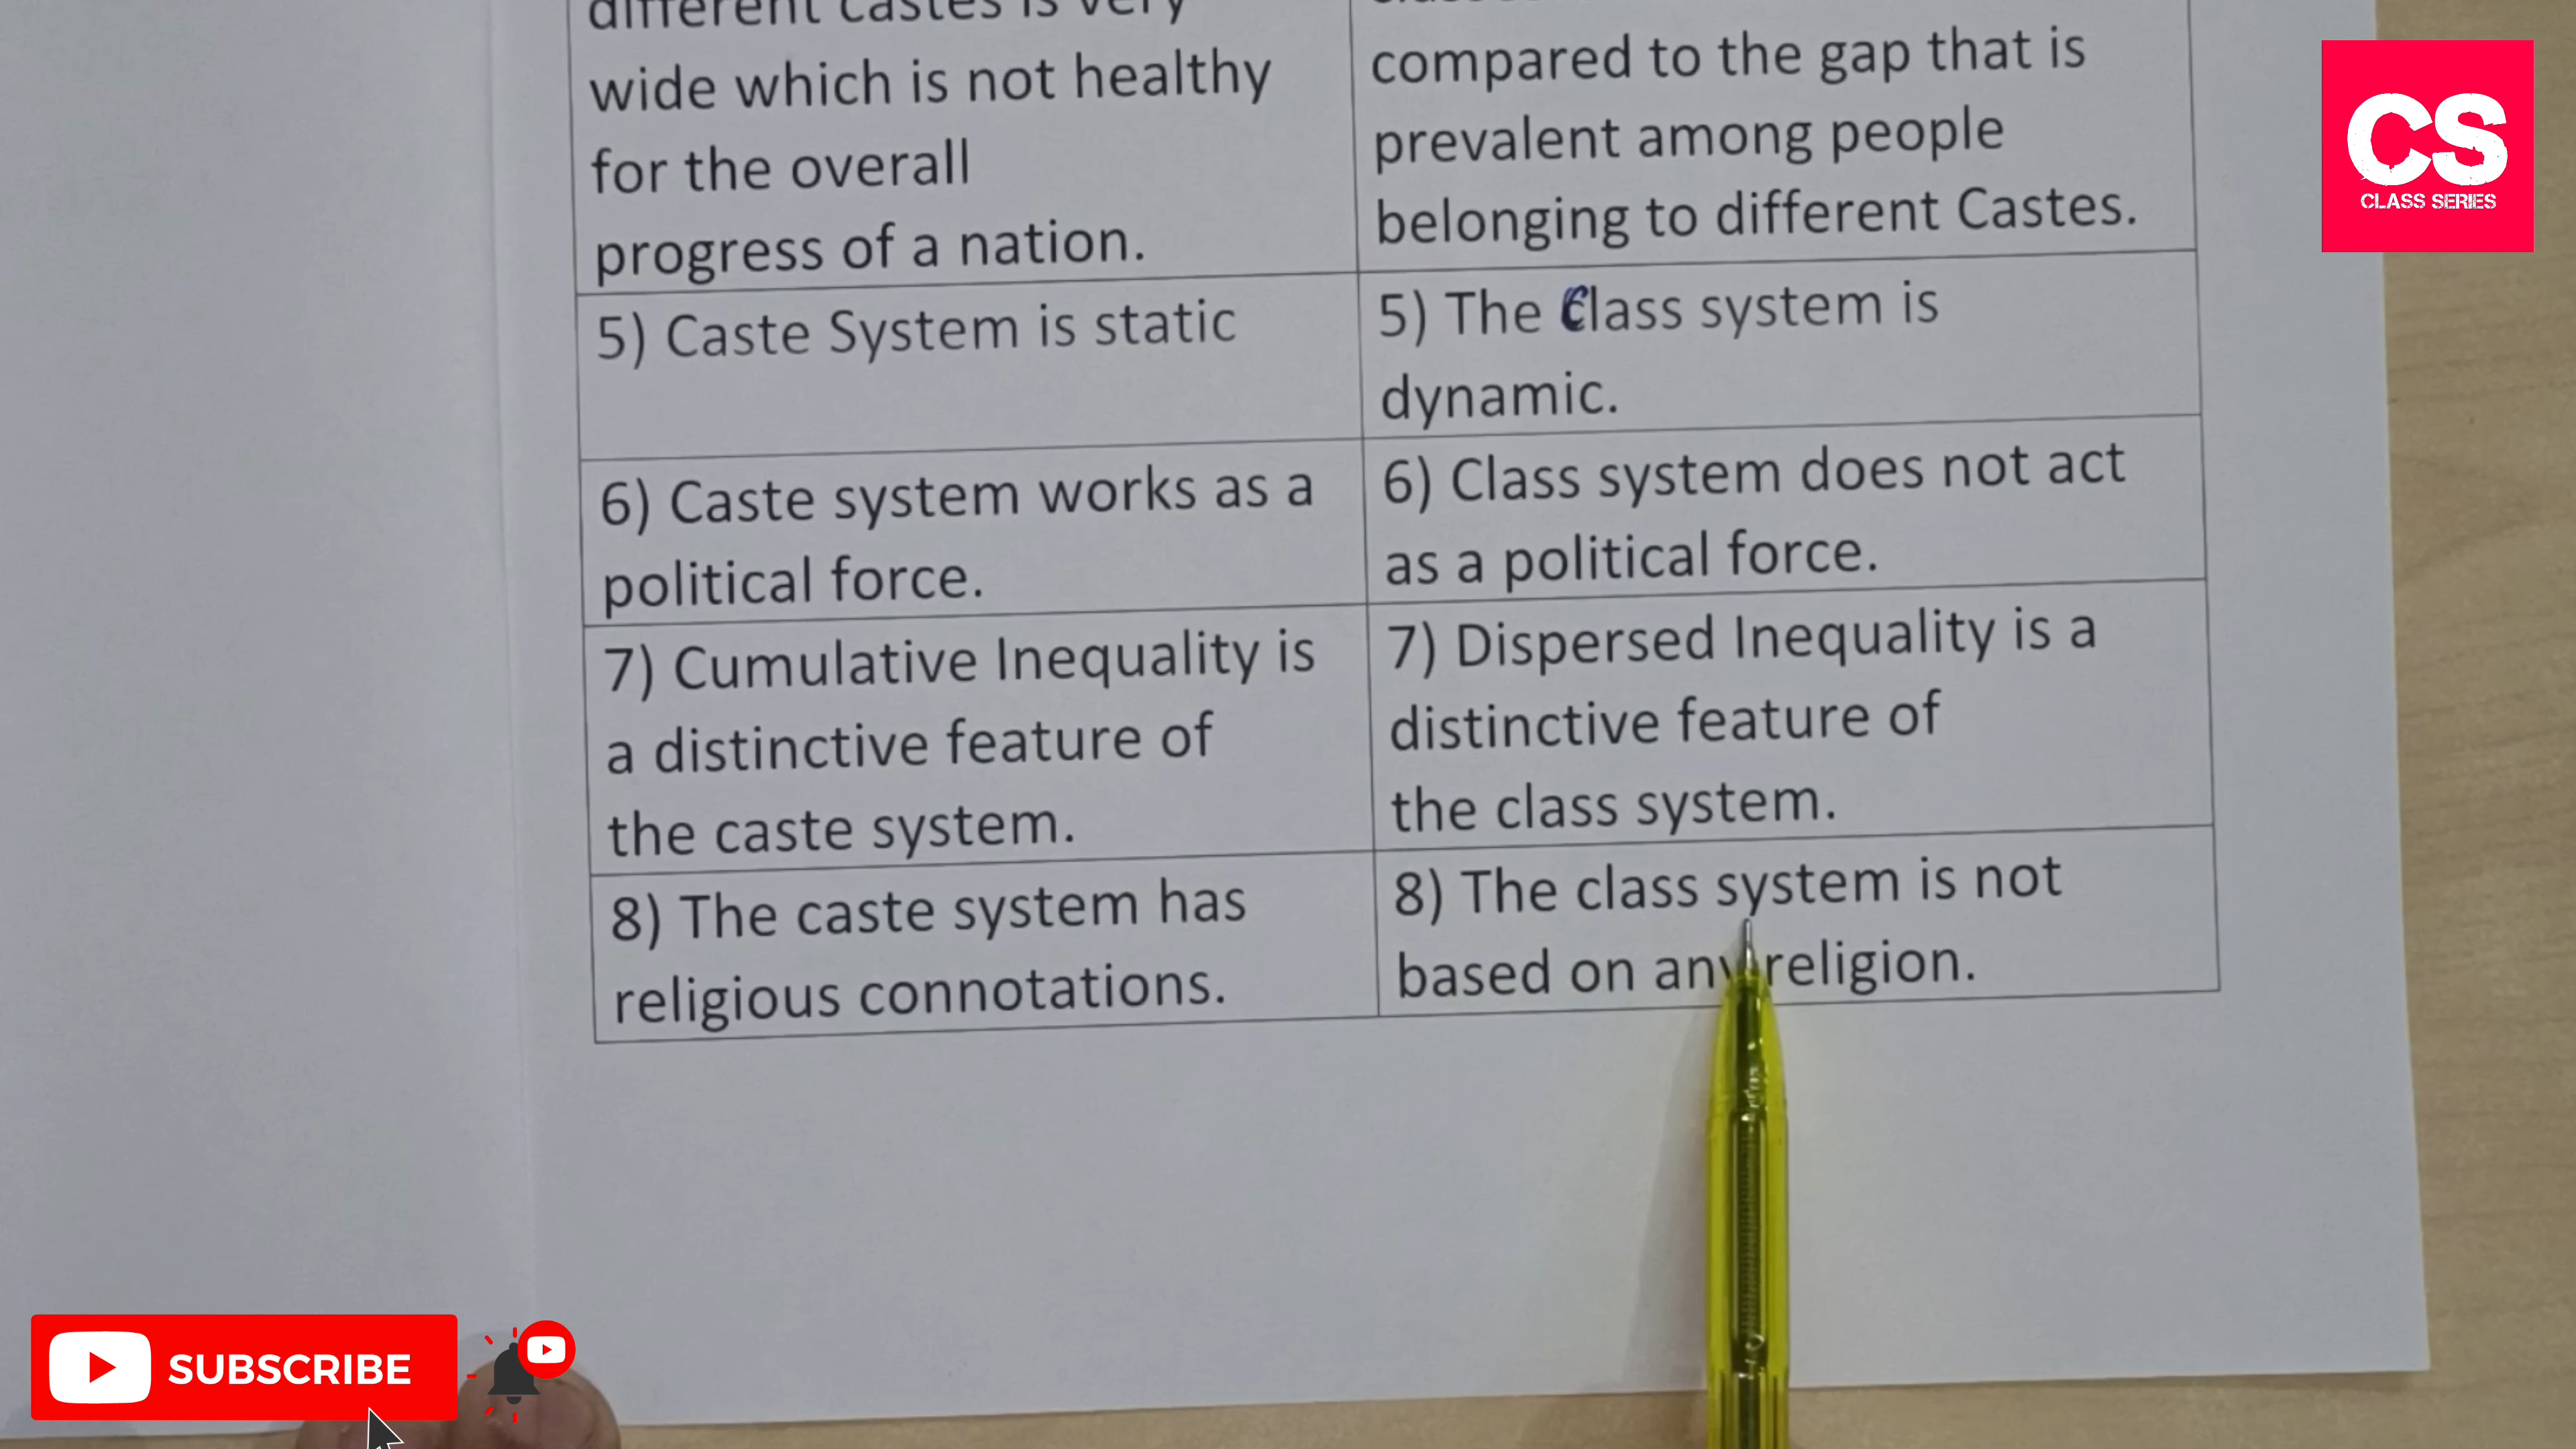 different castes is very
wide which is not healthy
for the overall
progress of a nation.
compared to the gap that is
prevalent among people
belonging to different Castes.
5) Caste System is static
5) The Class system is
dynamic.
6) Caste system works as a
political force.
6) Class system does not act
as a political force.
7) Cumulative Inequality is
a distinctive feature of
the caste system.
7) Dispersed Inequality is a
distinctive feature of
the class system.
8) The caste system has
religious connotations.
8) The class system is not
based on any religion.
CS
CLASS SERIES
SUBSCRIBE